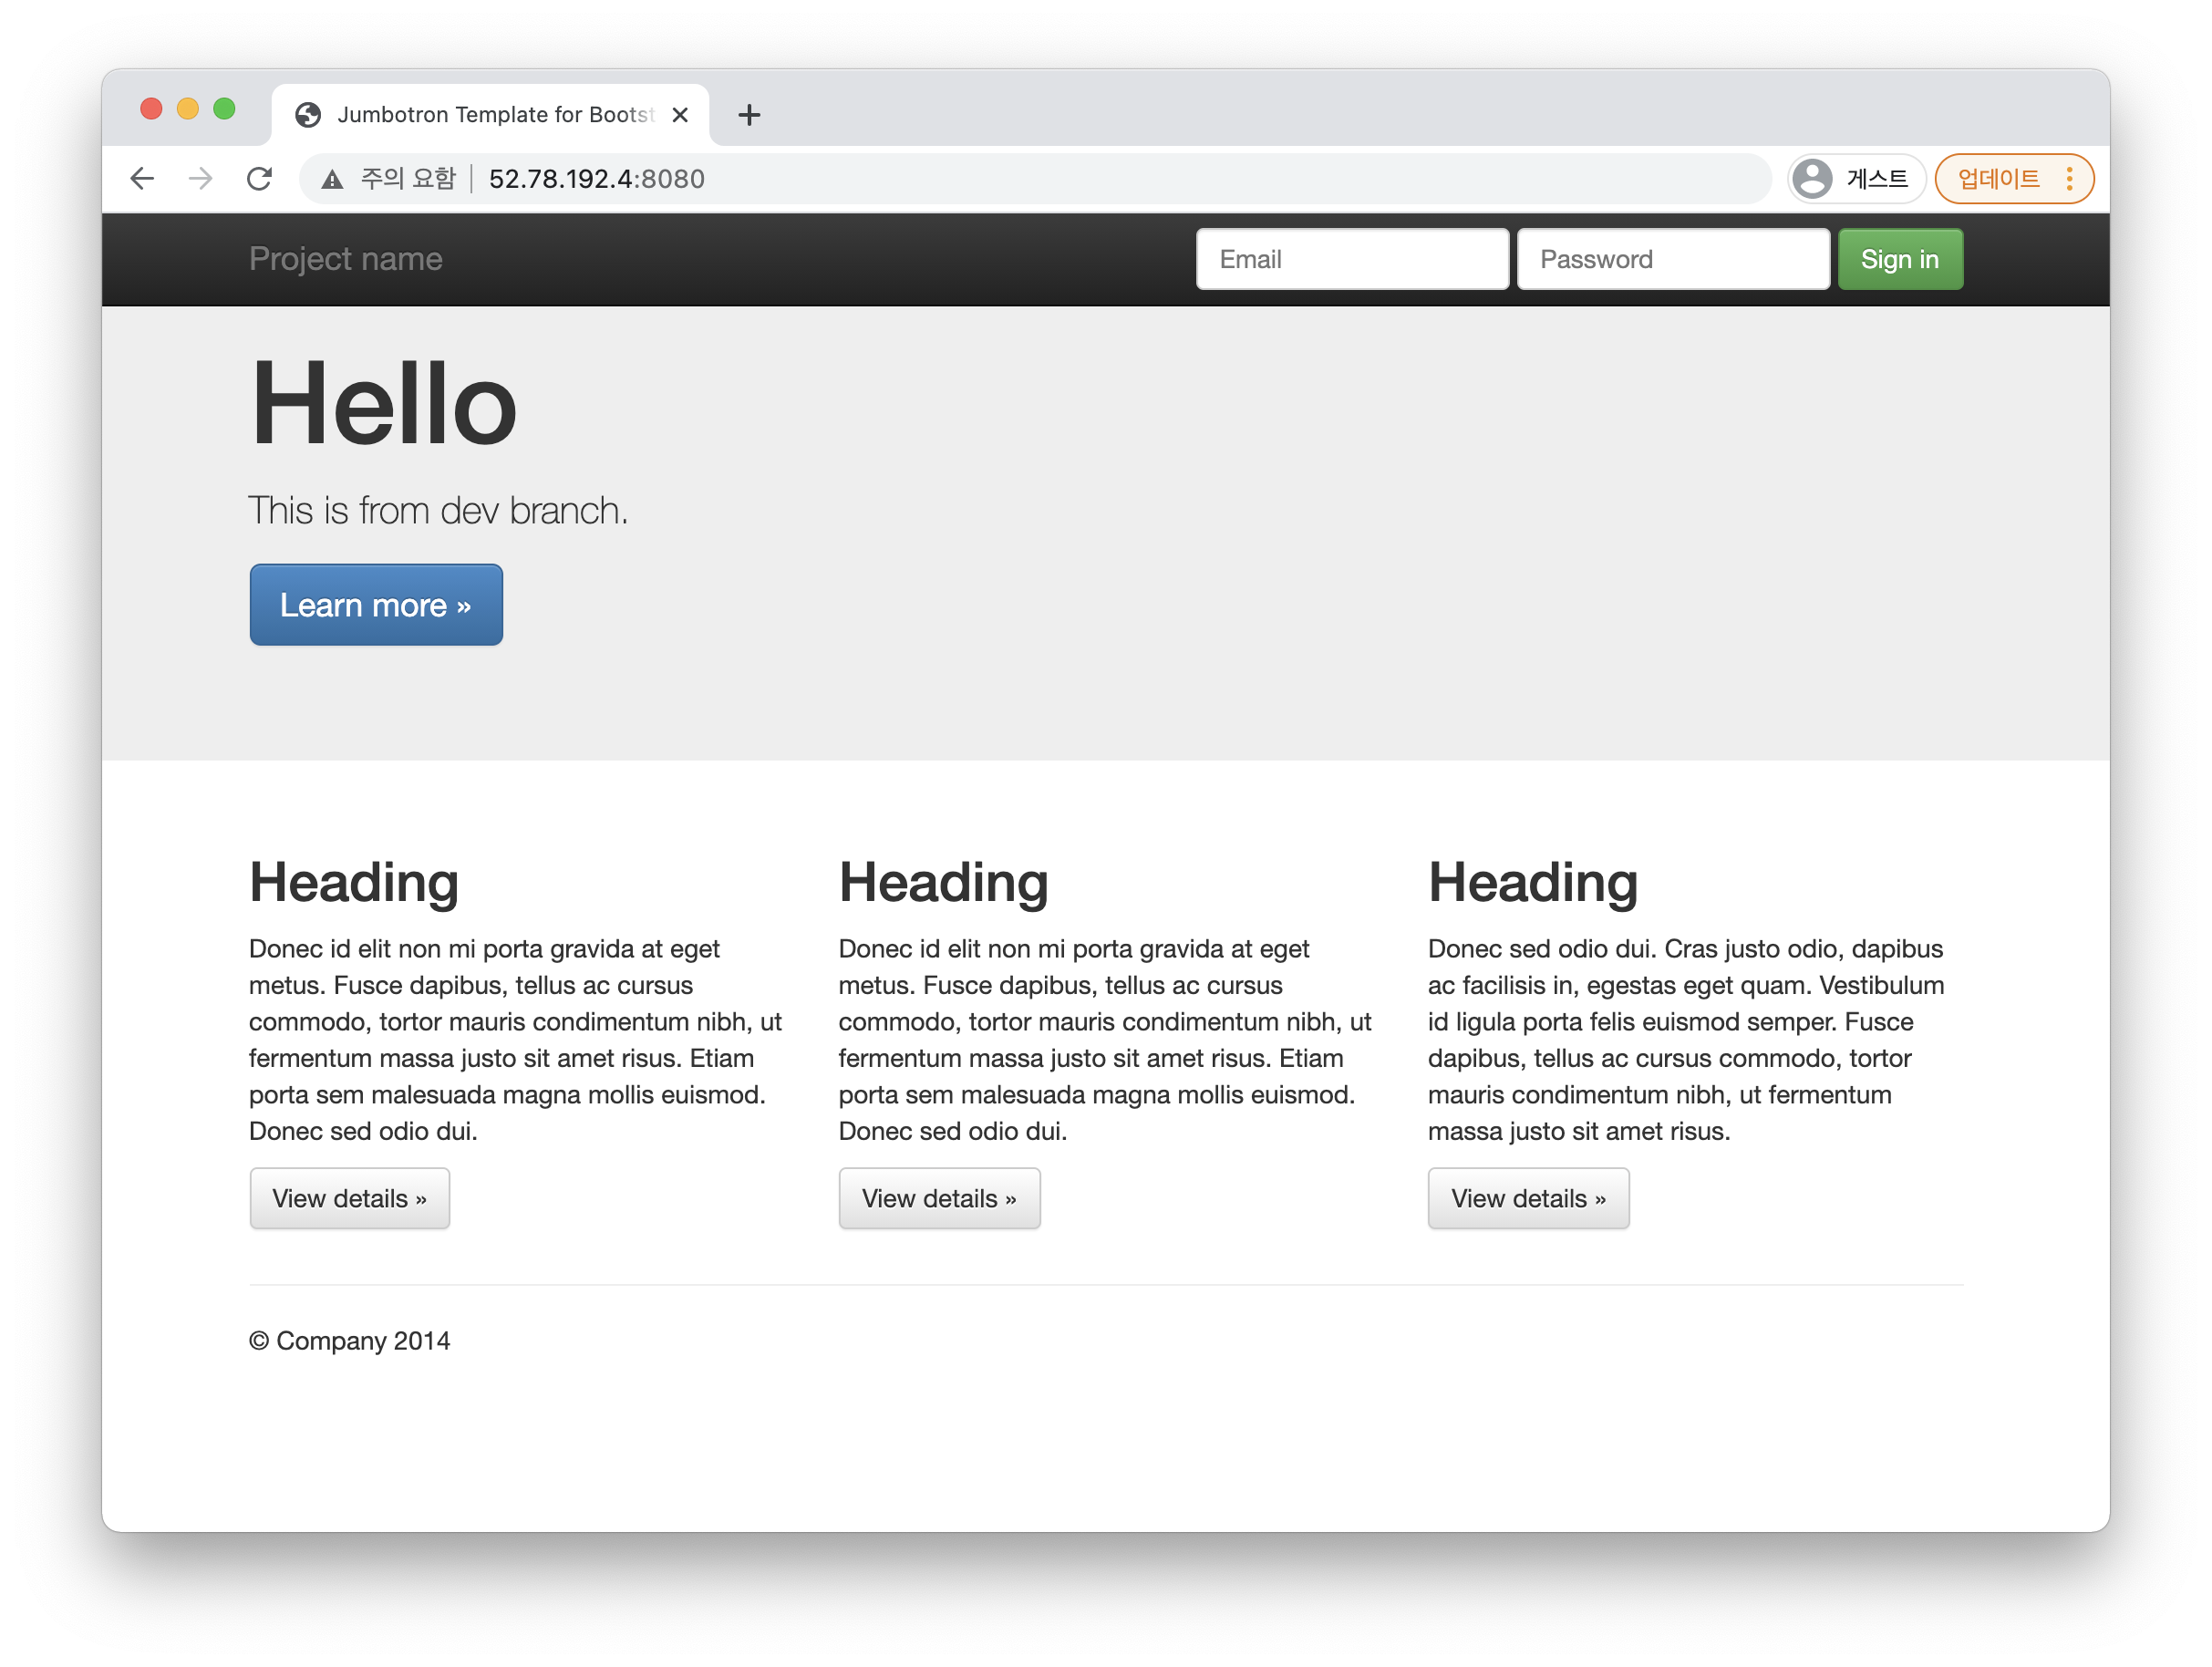 Jumbotron Template for Bootst
주의 요함 52.78.192.4:8080 게스트 업데이트
Project name Email Password Sign in
Hello
This is from dev branch.
Learn more »
Heading
Donec id elit non mi porta gravida at eget
metus. Fusce dapibus, tellus ac cursus
commodo, tortor mauris condimentum nibh, ut
fermentum massa justo sit amet risus. Etiam
porta sem malesuada magna mollis euismod.
Donec sed odio dui.
View details »
Heading
Donec id elit non mi porta gravida at eget
metus. Fusce dapibus, tellus ac cursus
commodo, tortor mauris condimentum nibh, ut
fermentum massa justo sit amet risus. Etiam
porta sem malesuada magna mollis euismod.
Donec sed odio dui.
View details »
Heading
Donec sed odio dui. Cras justo odio, dapibus
ac facilisis in, egestas eget quam. Vestibulum
id ligula porta felis euismod semper. Fusce
dapibus, tellus ac cursus commodo, tortor
mauris condimentum nibh, ut fermentum
massa justo sit amet risus.
View details »
© Company 2014